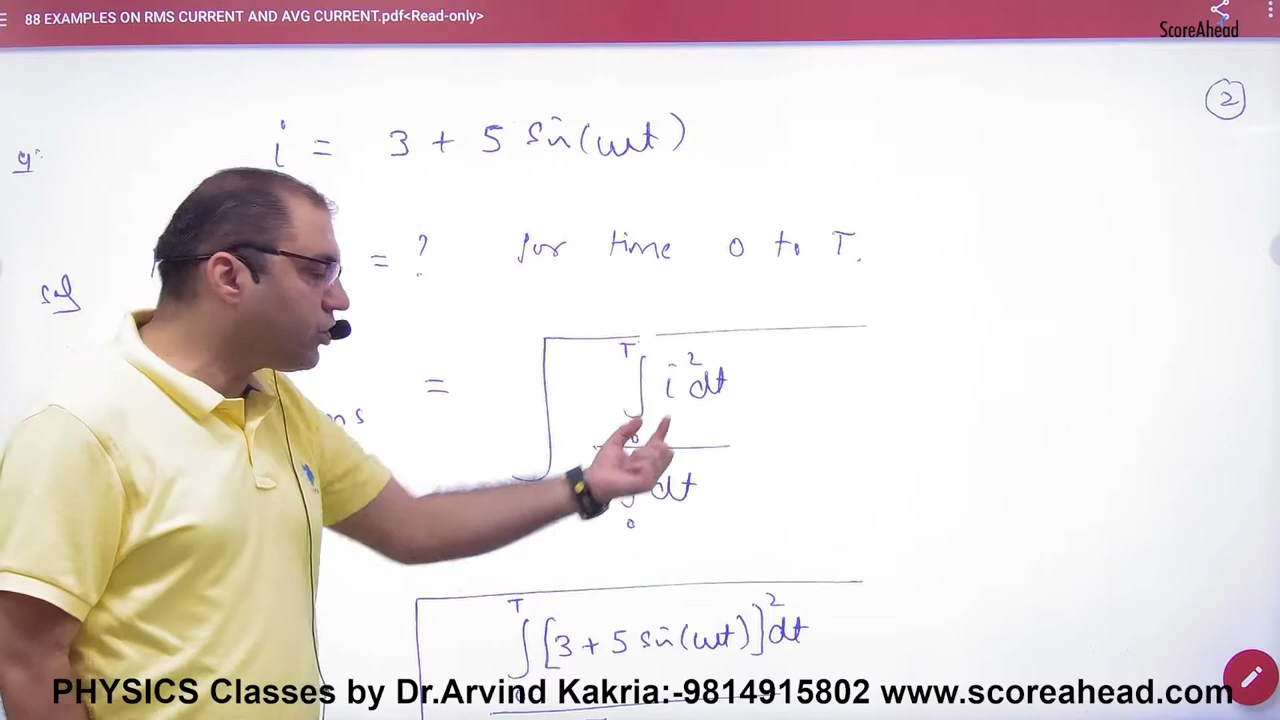 88 EXAMPLES ON RMS CURRENT AND AVG CURRENT.pdf<Read-only>
ScoreAhead
2
i = 3 + 5 sin(ωt)
= ? for time 0 to T.
Sol
= √ ∫ T i² dt
dt
0
T ∫ [3 + 5 sin(ωt)]² dt
PHYSICS Classes by Dr.Arvind Kakria:-9814915802 www.scoreahead.com